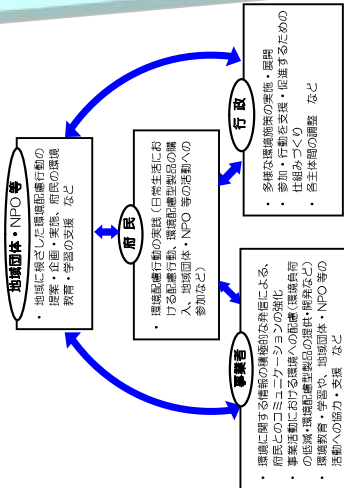 地域団体・NPO 等
・ 地域に根ざした環境配慮行動の
提案・企画・実施、府民の環境
教育・学習の支援　など
府 民
・ 環境配慮行動の実践（日常生活にお
ける配慮行動、環境配慮型製品の購
入、地域団体・NPO 等の活動への
参加など）
事業者
・ 環境に関する情報の積極的な発信による、
府民とのコミュニケーションの強化
・ 事業活動における環境への配慮（環境負荷
の低減・環境配慮型製品の提供・開発など）
・ 環境教育・学習や、地域団体・NPO 等の
活動への協力・支援　など
行 政
・ 多様な環境施策の実施・展開
・ 参加・行動を支援・促進するための
仕組みづくり
・ 各主体間の調整　など